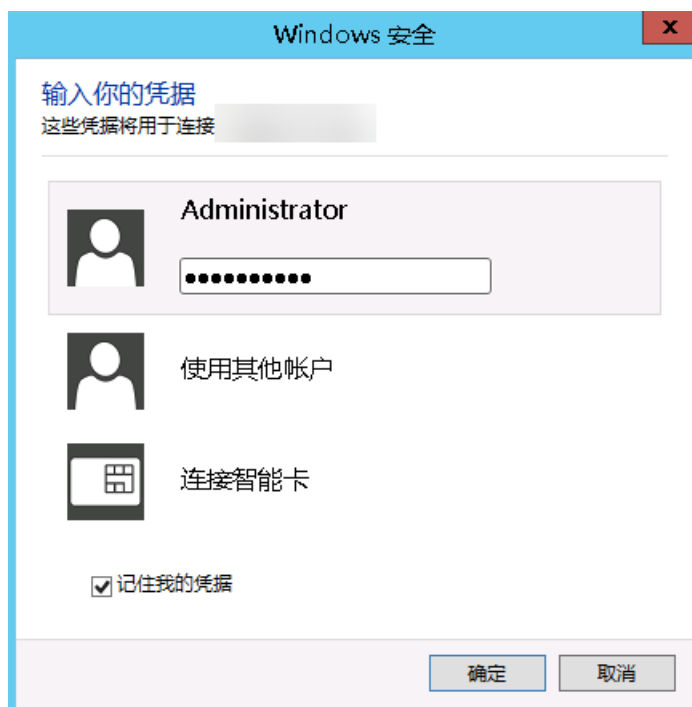 Windows 安全
x
输入你的凭据
这些凭据将用于连接
Administrator
●●●●●●●●●●
使用其他帐户
连接智能卡
记住我的凭据
确定
取消